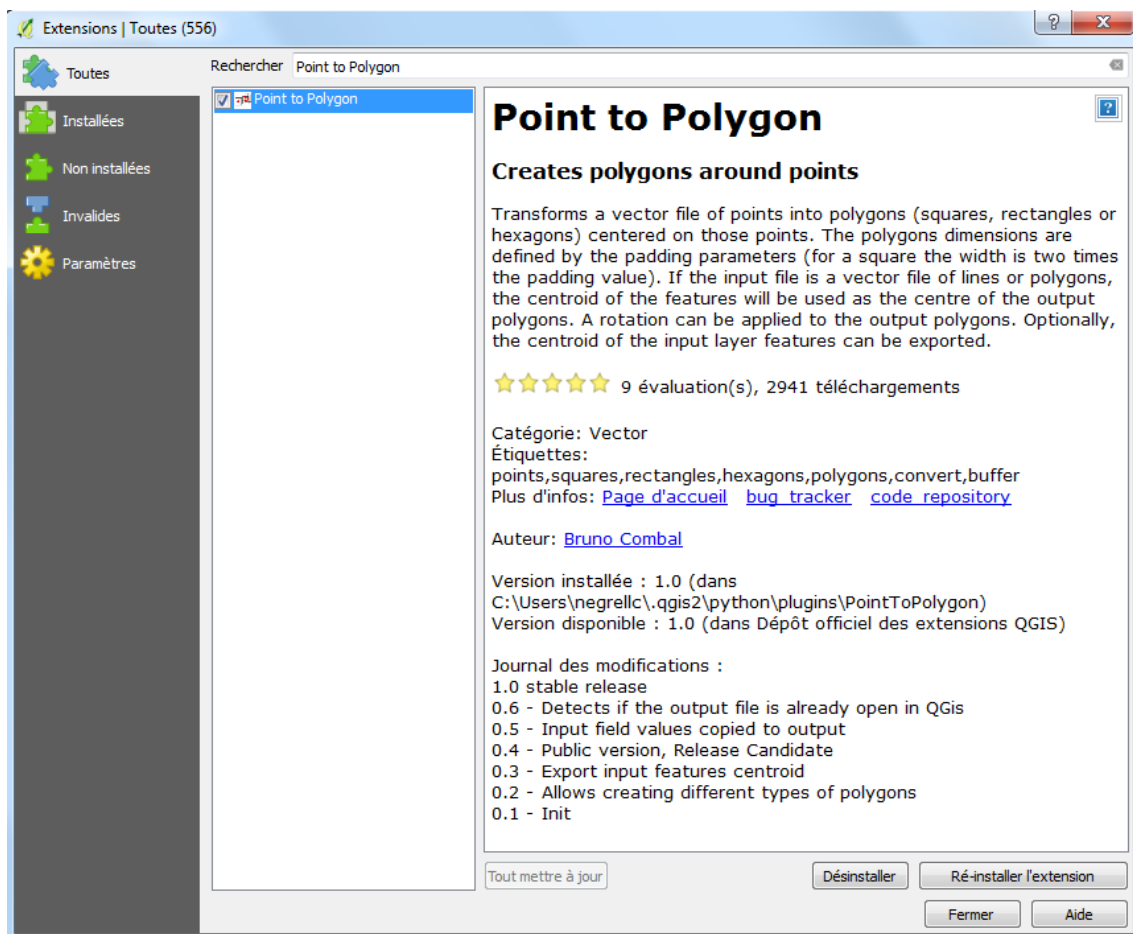 Extensions | Toutes (556)
Toutes
Installées
Non installées
Invalides
Paramètres
Rechercher Point to Polygon
Point to Polygon
Point to Polygon
Creates polygons around points
Transforms a vector file of points into polygons (squares, rectangles or
hexagons) centered on those points. The polygons dimensions are
defined by the padding parameters (for a square the width is two times
the padding value). If the input file is a vector file of lines or polygons,
the centroid of the features will be used as the centre of the output
polygons. A rotation can be applied to the output polygons. Optionally,
the centroid of the input layer features can be exported.
9 évaluation(s), 2941 téléchargements
Catégorie: Vector
Étiquettes:
points,squares,rectangles,hexagons,polygons,convert,buffer
Plus d'infos: Page d'accueil bug_tracker code_repository
Auteur: Bruno Combal
Version installée : 1.0 (dans
C:\Users\negrellc\.qgis2\python\plugins\PointToPolygon)
Version disponible : 1.0 (dans Dépôt officiel des extensions QGIS)
Journal des modifications :
1.0 stable release
0.6 - Detects if the output file is already open in QGis
0.5 - Input field values copied to output
0.4 - Public version, Release Candidate
0.3 - Export input features centroid
0.2 - Allows creating different types of polygons
0.1 - Init
Tout mettre à jour
Désinstaller
Ré-installer l'extension
Fermer
Aide